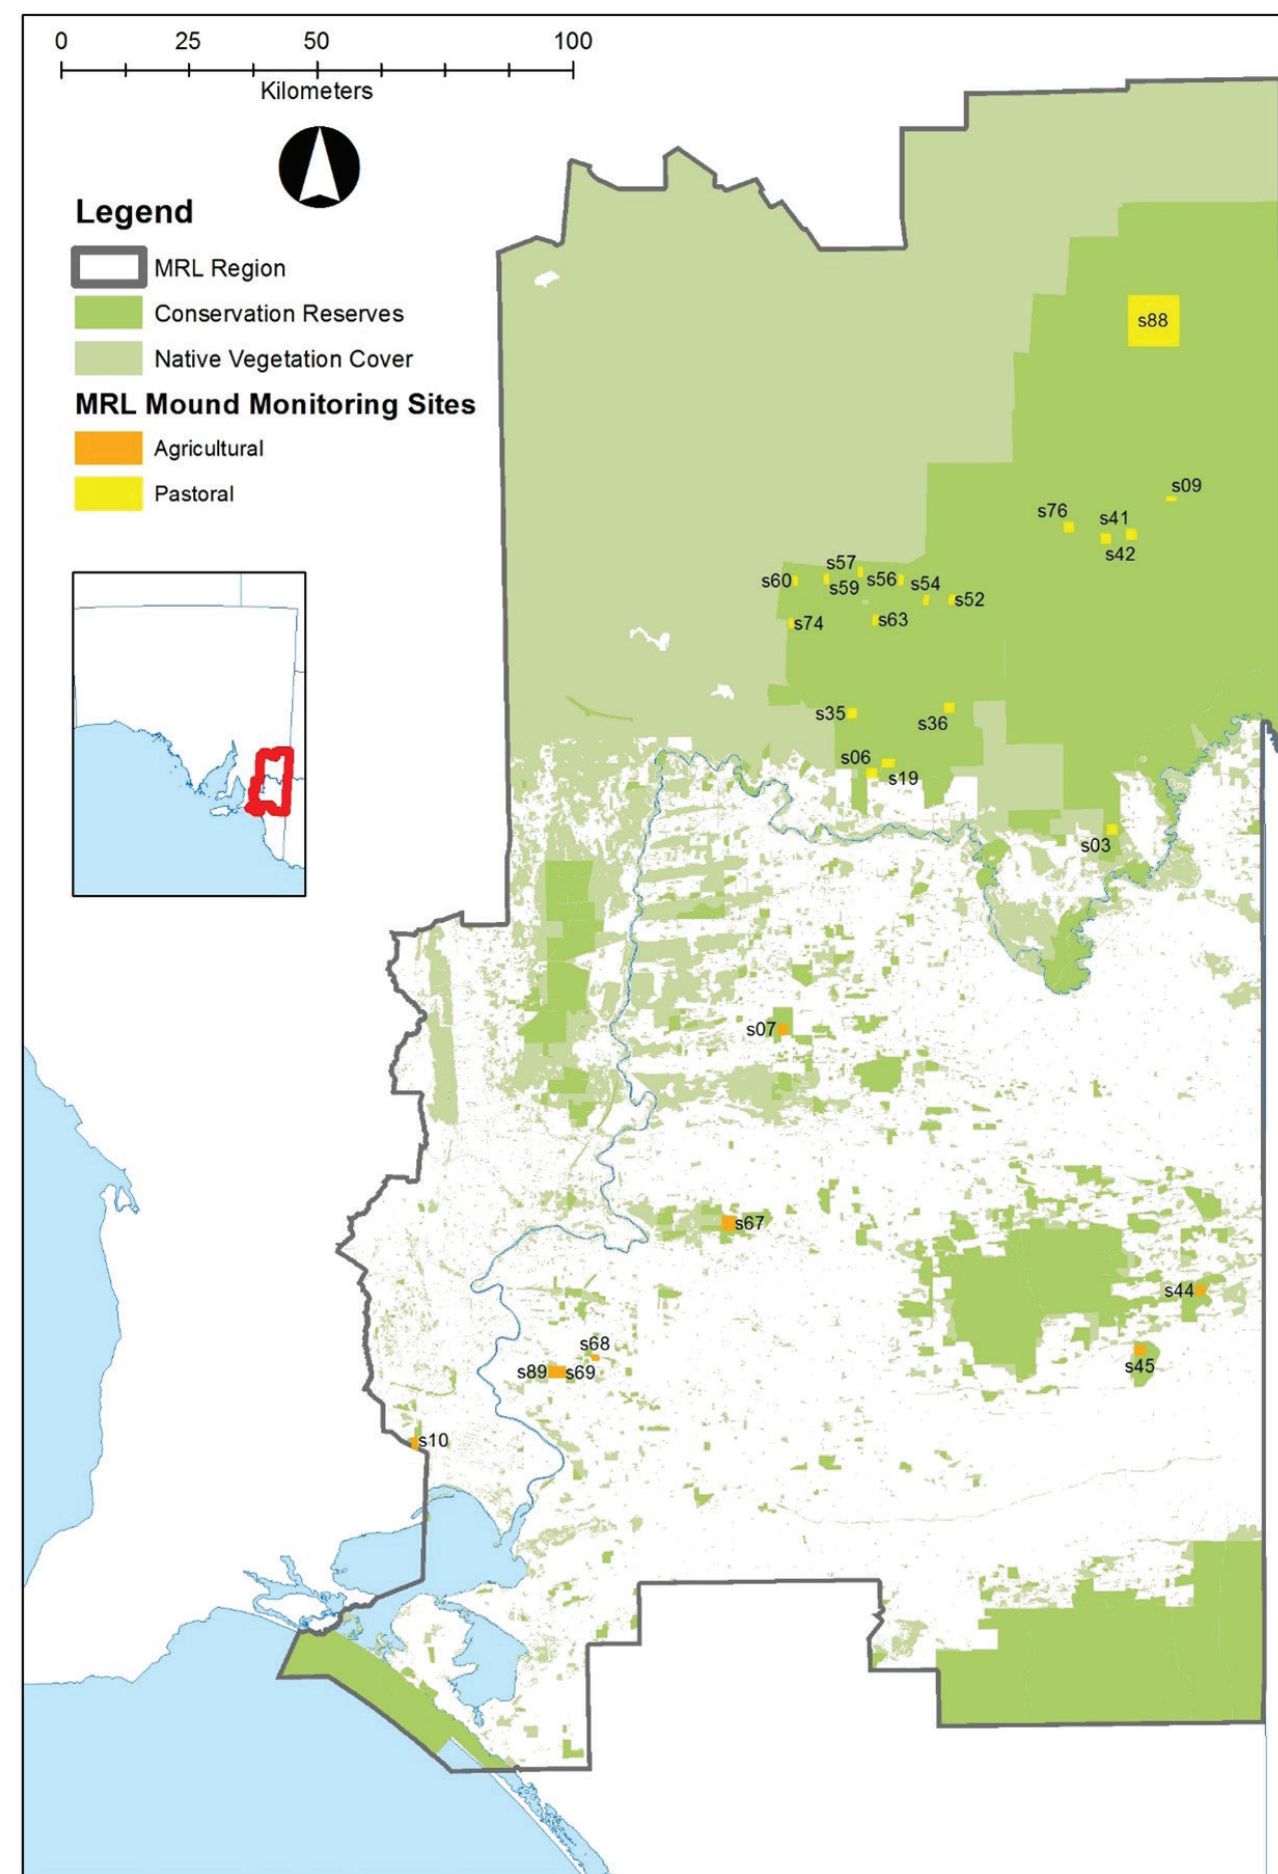 0 25 50 100
Kilometers
Legend
MRL Region
Conservation Reserves
Native Vegetation Cover
MRL Mound Monitoring Sites
Agricultural
Pastoral
s88
s09
s76
s41
s42
s57
s60
s59
s56
s54
s52
s74
s63
s35
s36
s06
s19
s03
s07
s67
s44
s68
s45
s89
s69
s10